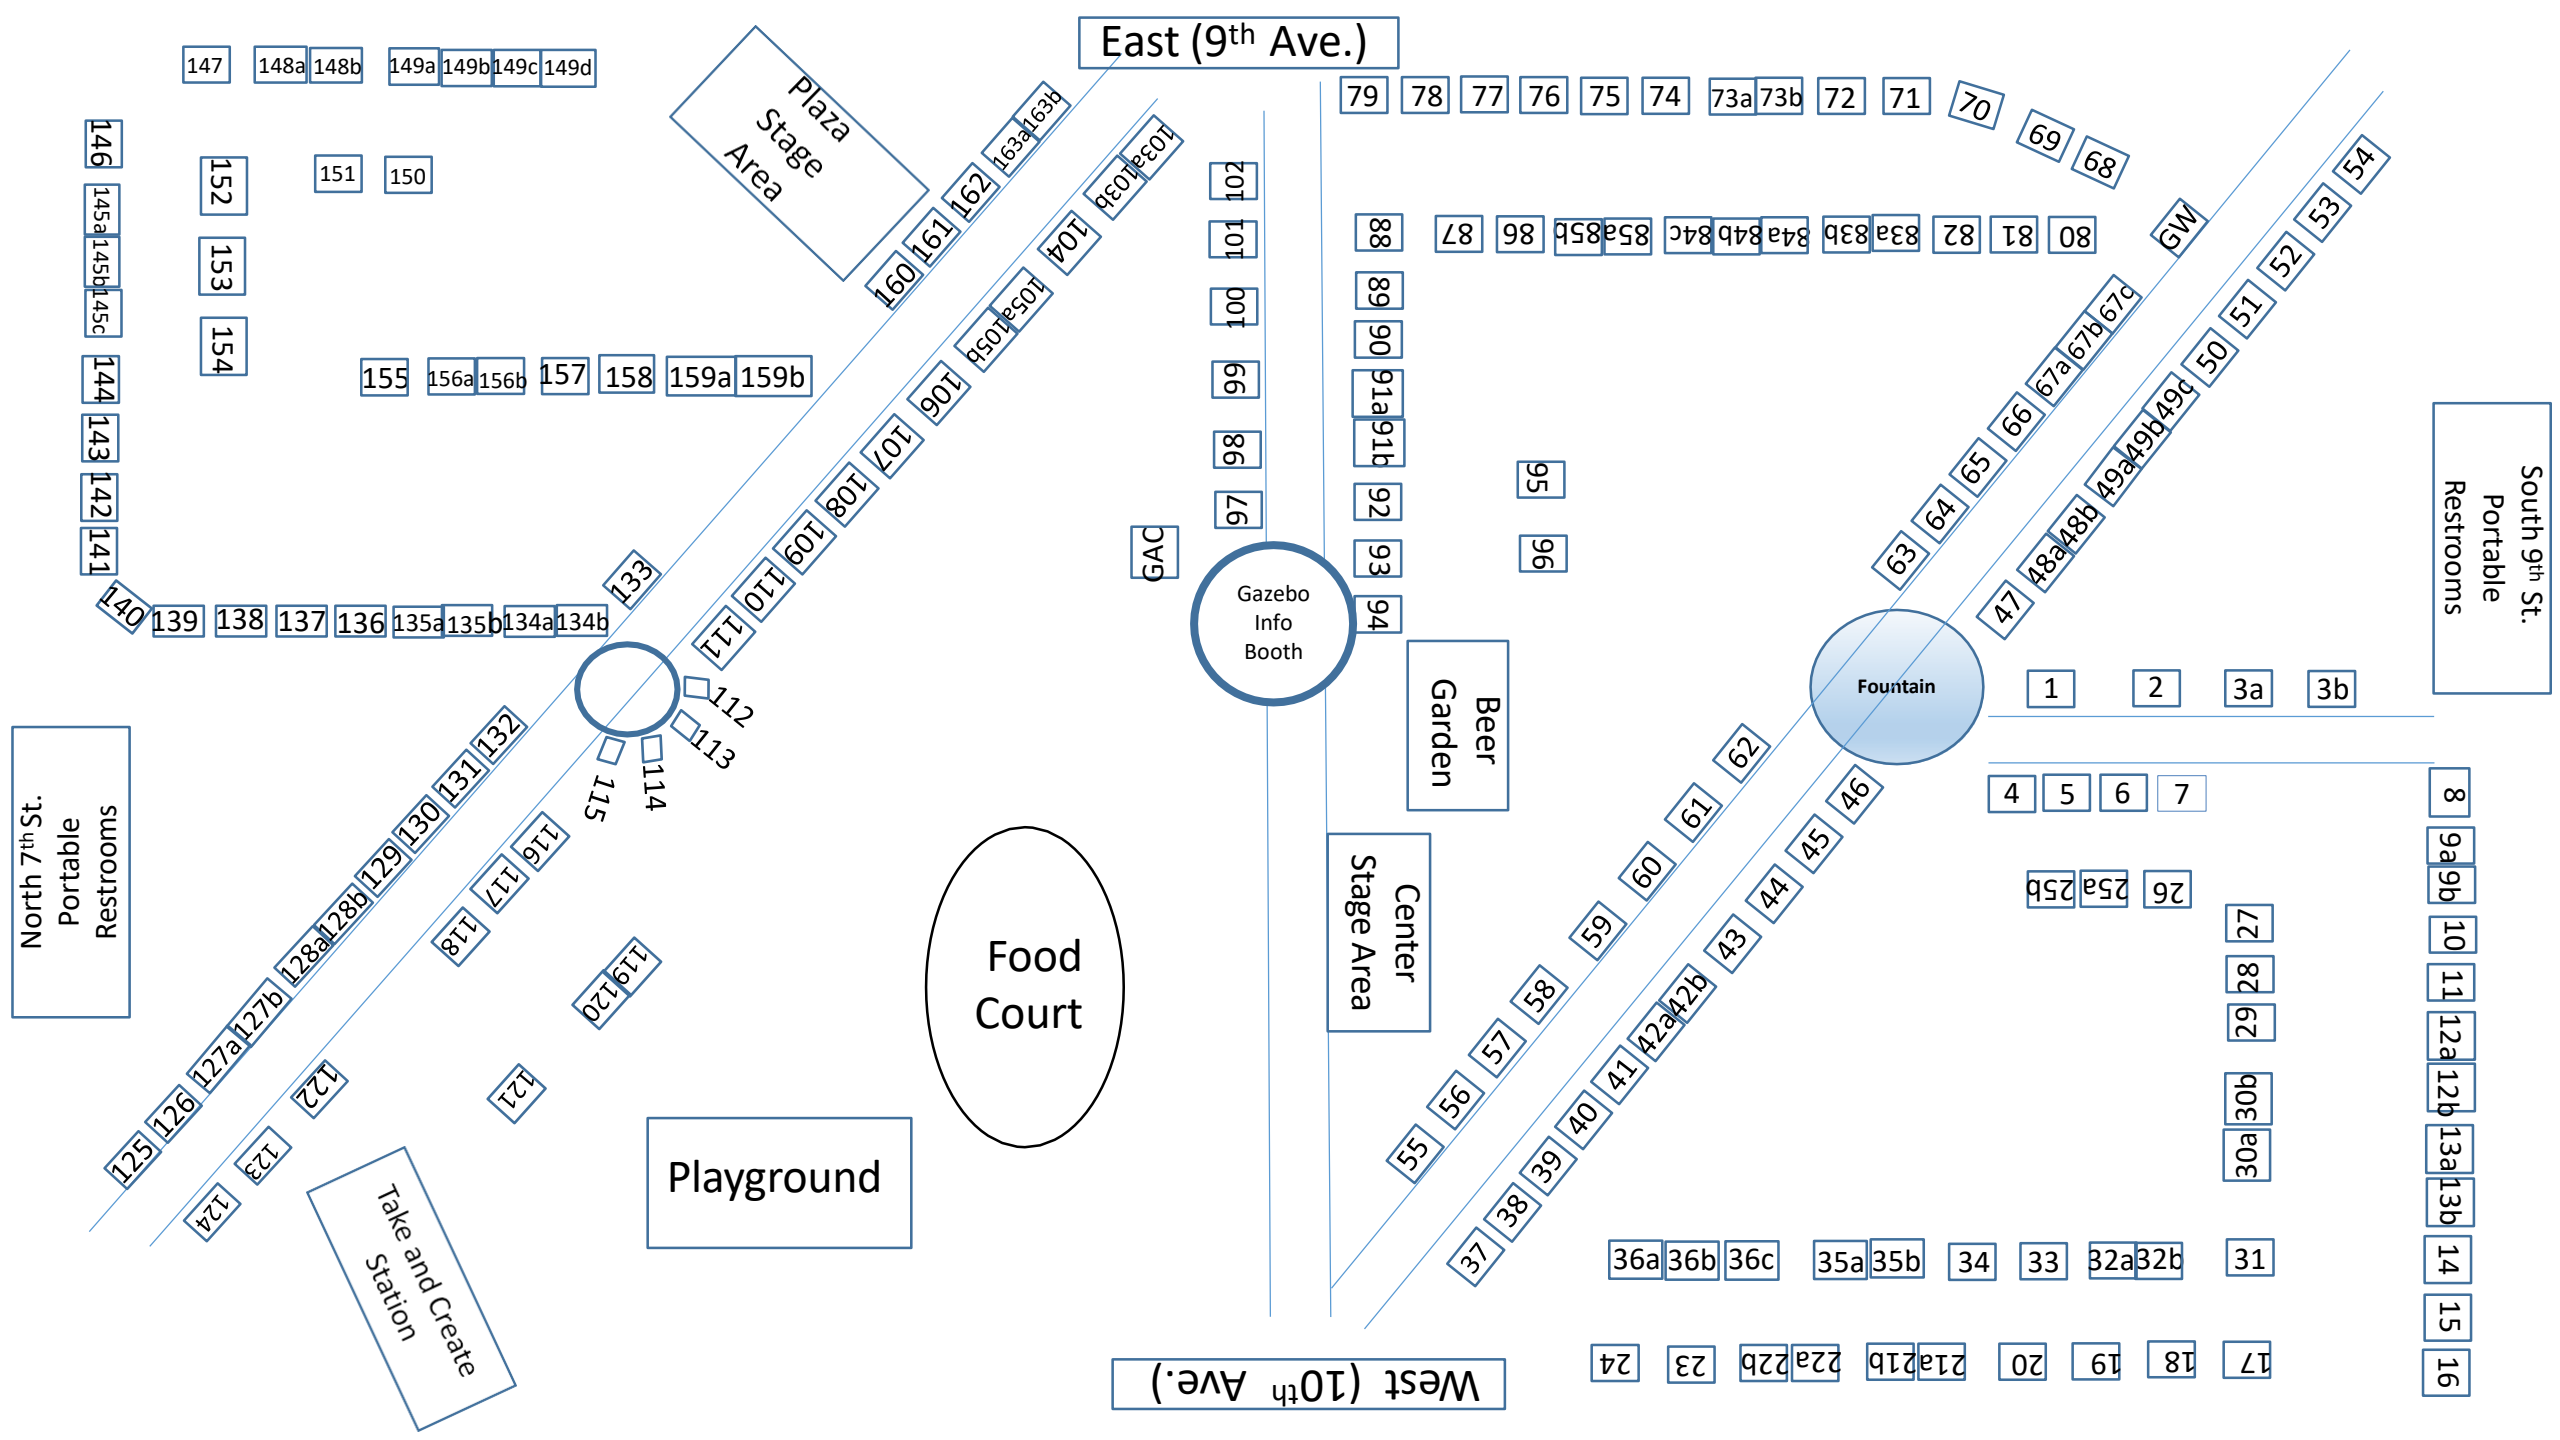 East (9th Ave.)
147
148a
148b
149a
149b
149c
149d
146
145a
145b
145c
144
143
142
141
140
139
138
137
136
135a
135b
134a
134b
133
152
153
154
151
150
155
156a
156b
157
158
159a
159b
Plaza
Stage
Area
160
161
162
163a
163b
103a
103b
104
105a
105b
106
107
108
109
110
111
112
113
114
115
116
117
118
119
120
121
122
123
124
125
126
127a
127b
128a
128b
129
130
131
132
North 7th St.
Portable
Restrooms
Take and Create
Station
Playground
Food
Court
102
101
100
99
98
97
GAC
Gazebo
Info
Booth
79
78
77
76
75
74
73a
73b
72
71
70
69
68
88
87
86
85b
85a
84c
84b
84a
83b
83a
82
81
80
89
90
91a
91b
92
93
94
95
96
Beer
Garden
Center
Stage Area
GW
67c
67b
67a
66
65
64
63
54
53
52
51
50
49c
49b
49a
48b
48a
47
Fountain
62
61
60
59
58
57
56
55
46
45
44
43
42b
42a
41
40
39
38
37
South 9th St.
Portable
Restrooms
1
2
3a
3b
4
5
6
7
8
9a
9b
10
11
12a
12b
13a
13b
14
15
16
25b
25a
26
27
28
29
30b
30a
31
36a
36b
36c
35a
35b
34
33
32a
32b
24
23
22b
22a
21b
21a
20
19
18
17
West (10th Ave.)